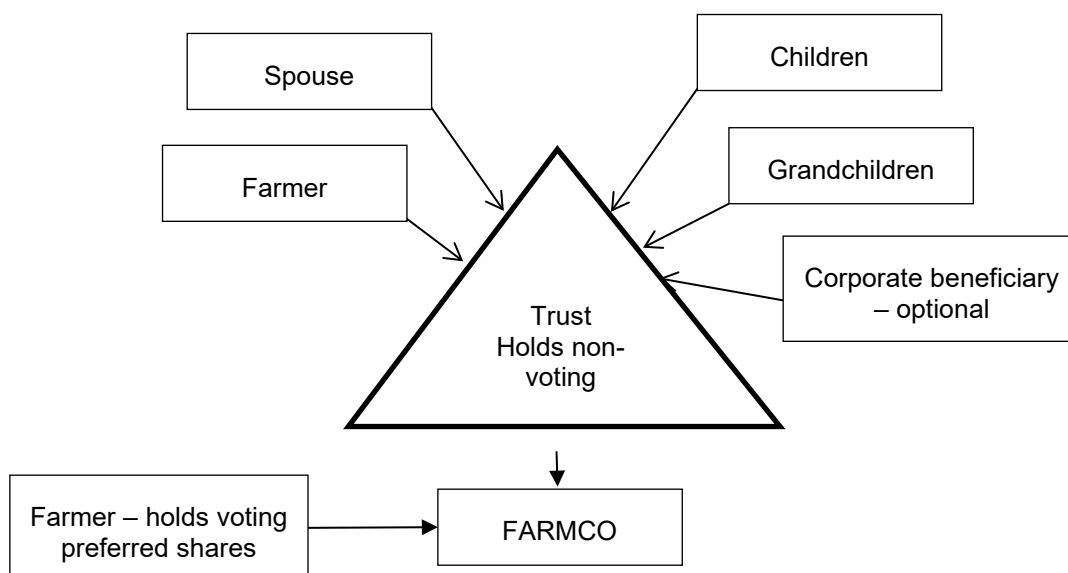 Children
Spouse
Grandchildren
Farmer
Corporate beneficiary
– optional
Trust
Holds non-
voting
Farmer – holds voting
preferred shares
FARMCO